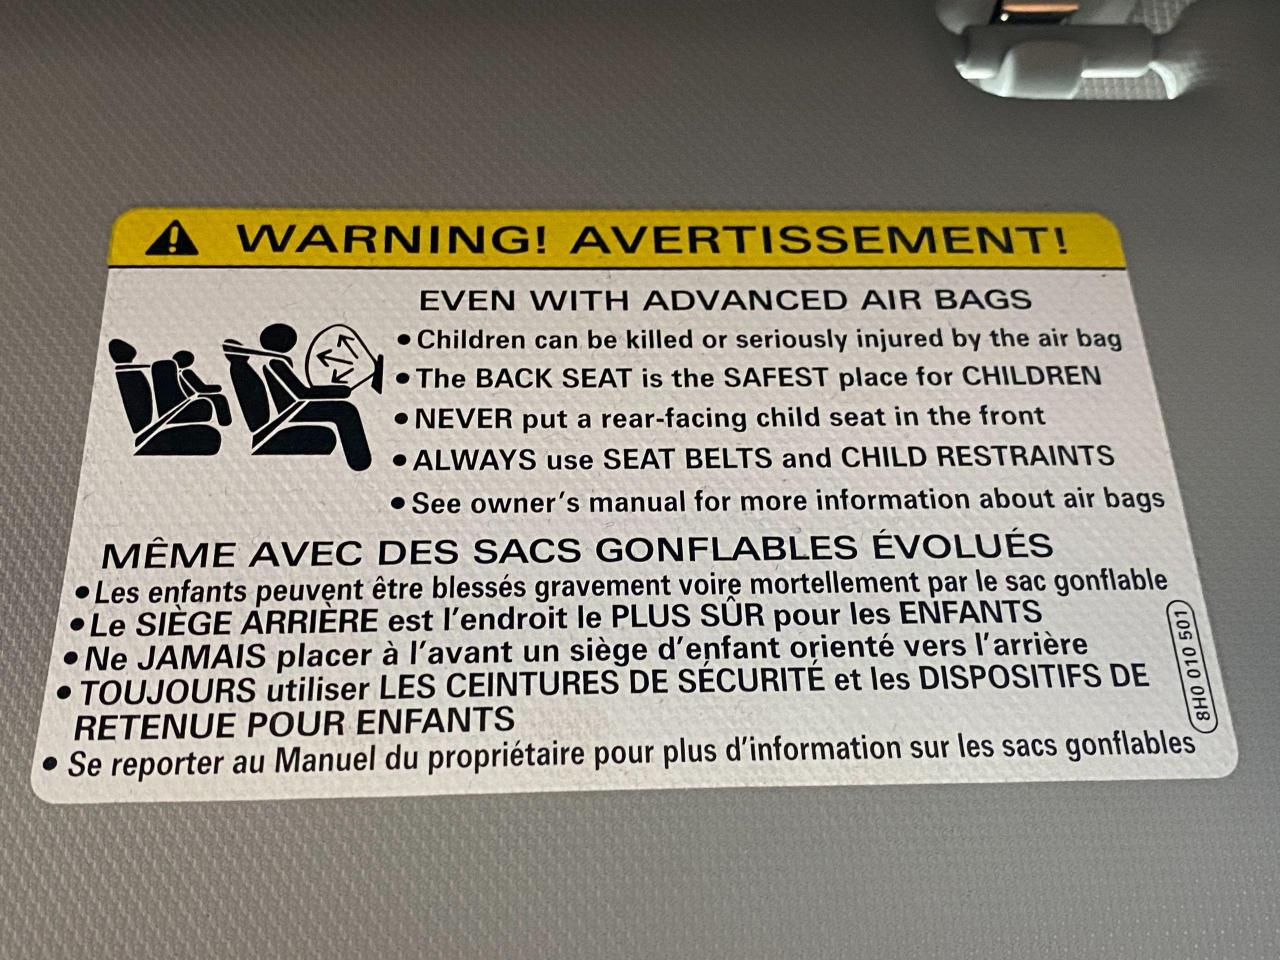 WARNING! AVERTISSEMENT!
EVEN WITH ADVANCED AIR BAGS
•Children can be killed or seriously injured by the air bag
•The BACK SEAT is the SAFEST place for CHILDREN
•NEVER put a rear-facing child seat in the front
•ALWAYS use SEAT BELTS and CHILD RESTRAINTS
•See owner's manual for more information about air bags
MÊME AVEC DES SACS GONFLABLES ÉVOLUÉS
•Les enfants peuvent être blessés gravement voire mortellement par le sac gonflable
•Le SIÈGE ARRIÈRE est l'endroit le PLUS SÛR pour les ENFANTS
•Ne JAMAIS placer à l'avant un siège d'enfant orienté vers l'arrière
•TOUJOURS utiliser LES CEINTURES DE SÉCURITÉ et les DISPOSITIFS DE
RETENUE POUR ENFANTS
•Se reporter au Manuel du propriétaire pour plus d'information sur les sacs gonflables
8H0 010 501